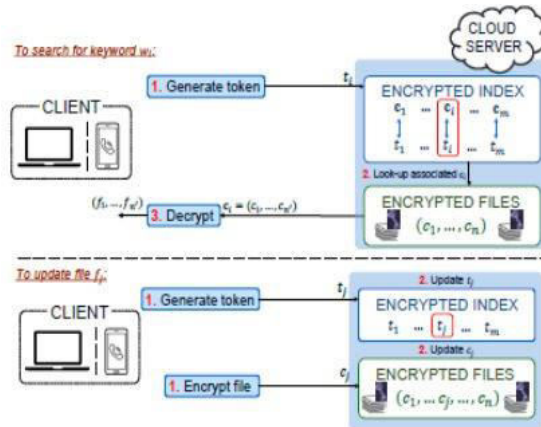 CLOUD
SERVER
To search for keyword wᵢ:
1. Generate token
tᵢ
ENCRYPTED INDEX
c₁ ... cᵢ ... cₘ
t₁ ... tᵢ ... tₘ
CLIENT
2. Look-up associated cᵢ
ENCRYPTED FILES
(c₁, ..., cₙ)
(f₁, ..., fₙ′)
3. Decrypt
cᵢ = (c₁, ..., cₙ′)
To update file fⱼ:
2. Update tⱼ
1. Generate token
tⱼ
ENCRYPTED INDEX
t₁ ... tⱼ ... tₘ
CLIENT
2. Update cⱼ
ENCRYPTED FILES
1. Encrypt file
cⱼ
(c₁, ... cⱼ, ..., cₙ)